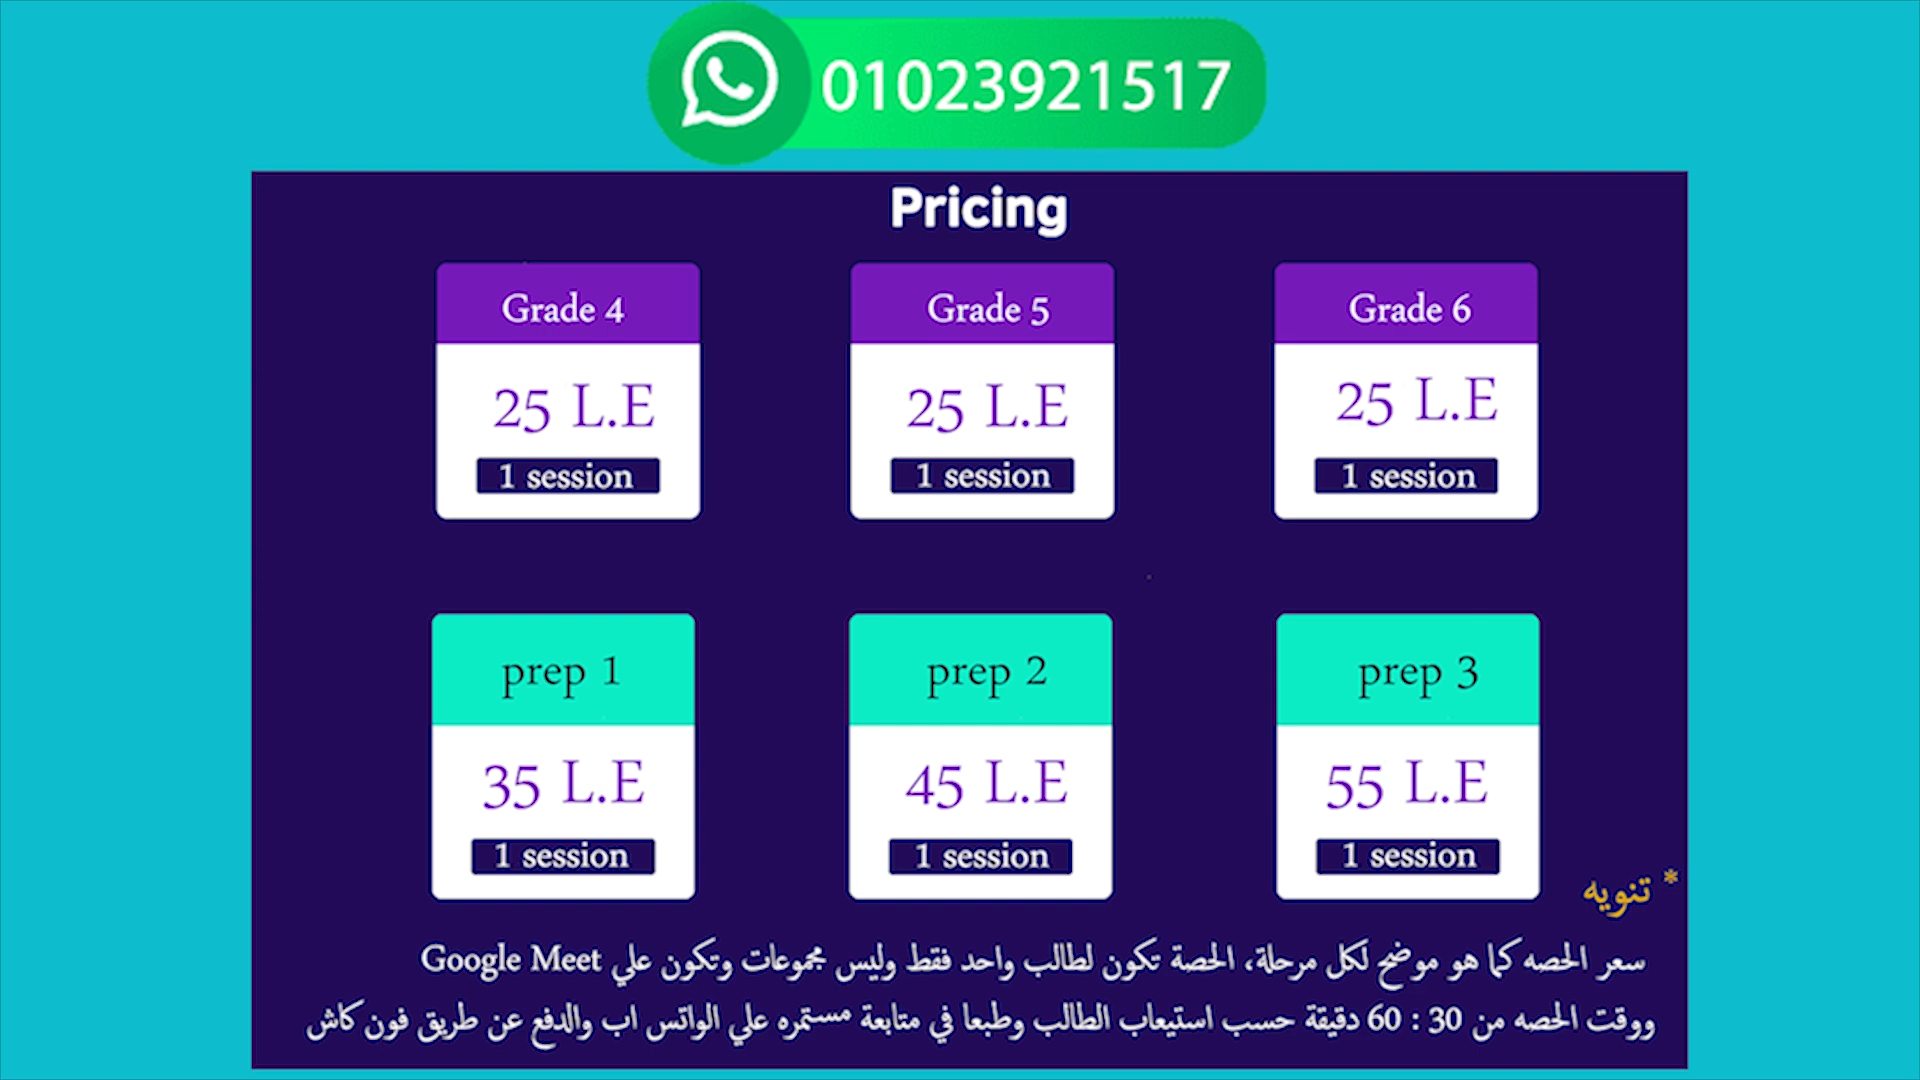 01023921517
Pricing
Grade 4
Grade 5
Grade 6
25 L.E
25 L.E
25 L.E
1 session
1 session
1 session
prep 1
prep 2
prep 3
35 L.E
45 L.E
55 L.E
1 session
1 session
1 session
* تنويه
سعر الحصه كما هو موضح لكل مرحلة، الحصة تكون لطالب واحد فقط وليس مجموعات وتكون علي Google Meet
ووقت الحصه من 30 : 60 دقيقة حسب استيعاب الطالب وطبعا في متابعة مستمره علي الواتس اب والدفع عن طريق فون كاش